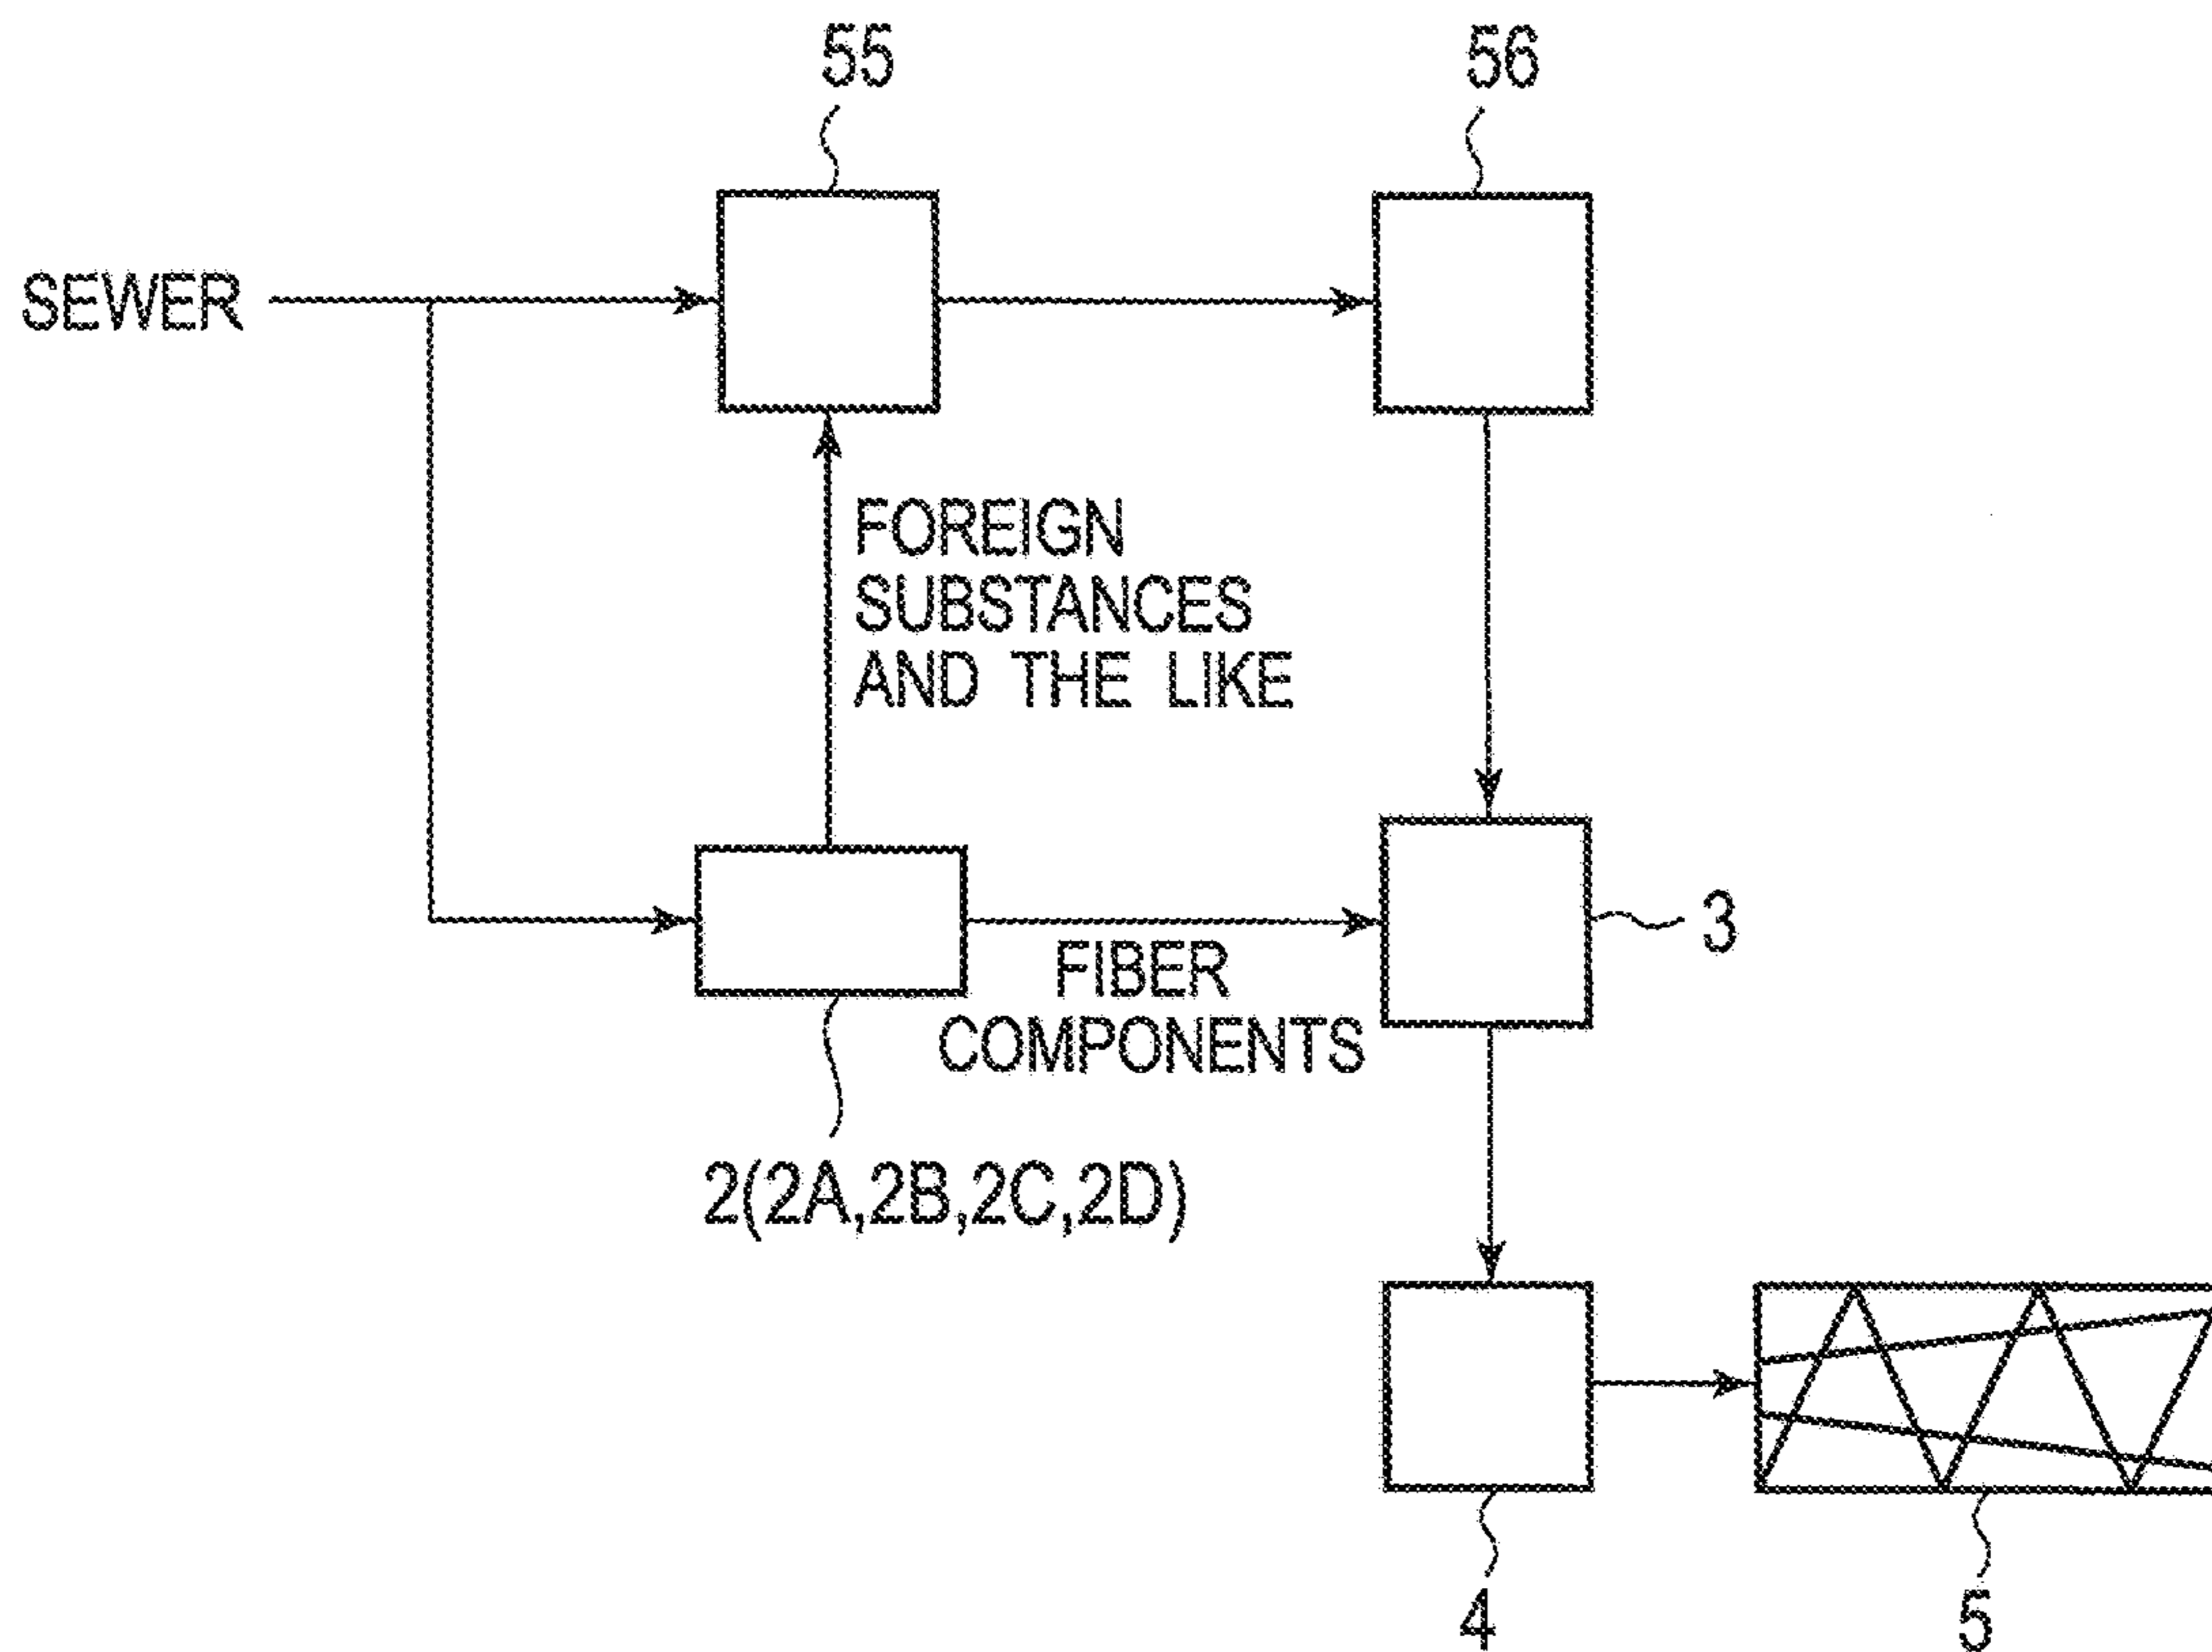 55
56
SEWER
FOREIGN
SUBSTANCES
AND THE LIKE
3
FIBER
COMPONENTS
2(2A,2B,2C,2D)
4
5